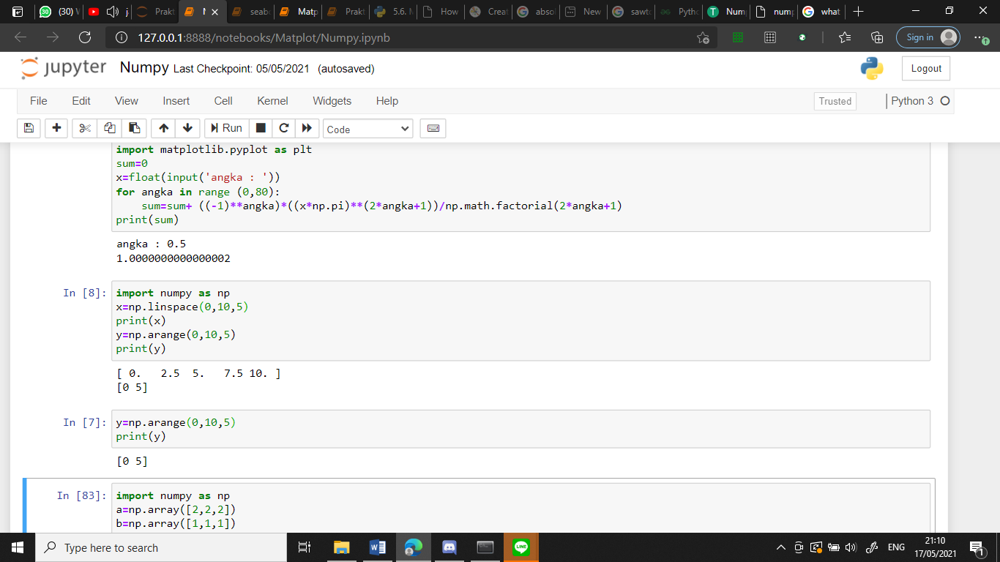 (30) W
Prakt
seab
Matp
Prakt
5.6. M
How
Creat
absol
New
sawto
Pytho
Num
nump
what
127.0.0.1:8888/notebooks/Matplot/Numpy.ipynb
Sign in
jupyter Numpy Last Checkpoint: 05/05/2021 (autosaved)
Logout
File Edit View Insert Cell Kernel Widgets Help
Trusted
Python 3
Run
Code
import matplotlib.pyplot as plt
sum=0
x=float(input('angka : '))
for angka in range (0,80):
    sum=sum+ ((-1)**angka)*((x*np.pi)**(2*angka+1))/np.math.factorial(2*angka+1)
print(sum)
angka : 0.5
1.0000000000000002
In [8]:
import numpy as np
x=np.linspace(0,10,5)
print(x)
y=np.arange(0,10,5)
print(y)
[ 0.   2.5  5.   7.5 10. ]
[0 5]
In [7]:
y=np.arange(0,10,5)
print(y)
[0 5]
In [83]:
import numpy as np
a=np.array([2,2,2])
b=np.array([1,1,1])
Type here to search
LINE
ENG
21:10
17/05/2021
1